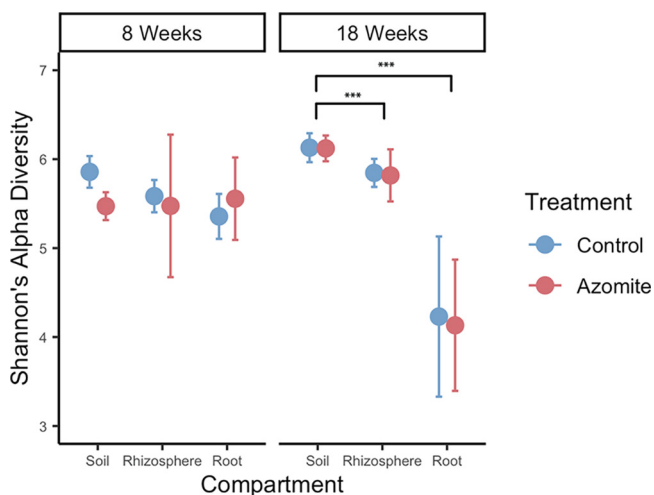 8 Weeks
18 Weeks
7
6
5
4
3
***
***
Shannon's Alpha Diversity
Soil Rhizosphere Root
Soil Rhizosphere Root
Compartment
Treatment
Control
Azomite